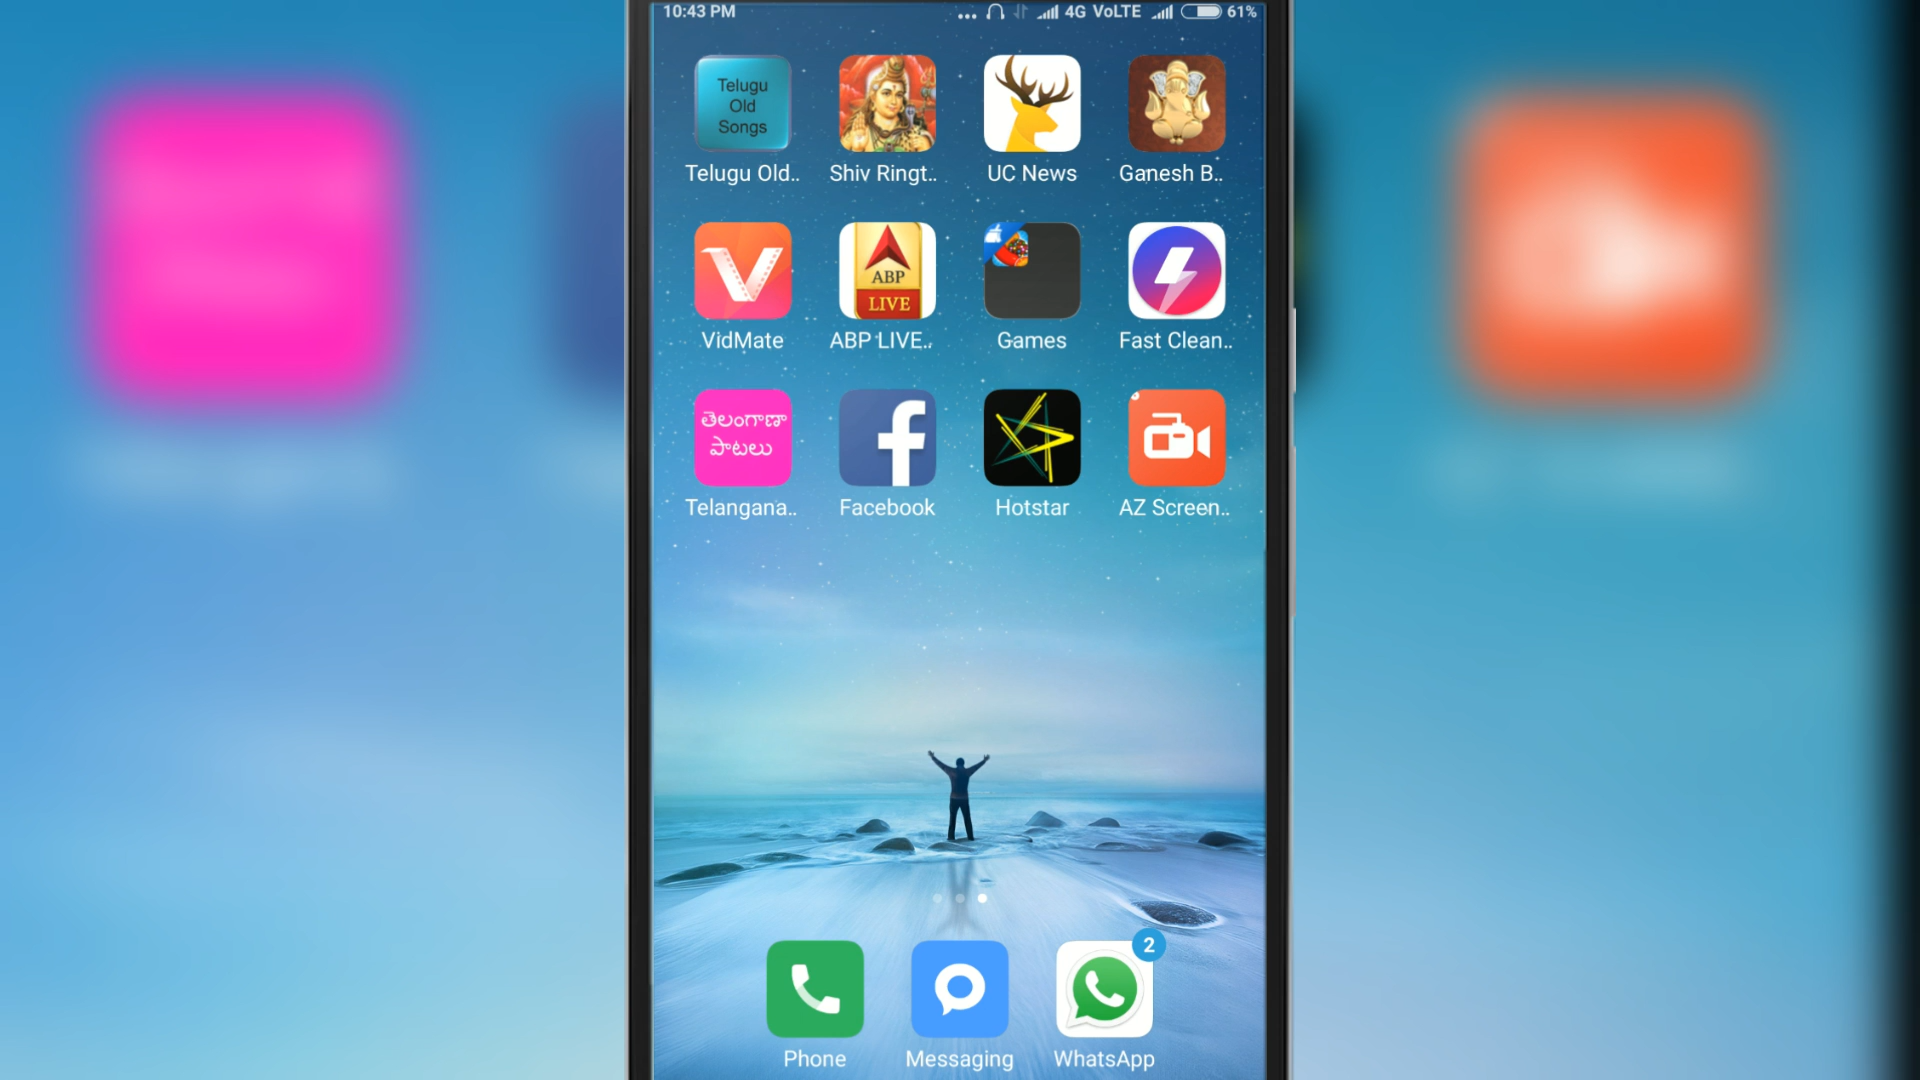 10:43 PM
4G VoLTE
61%
Telugu
Old
Songs
Telugu Old..
Shiv Ringt..
UC News
Ganesh B..
ABP
LIVE
VidMate
ABP LIVE..
Games
Fast Clean..
తెలంగాణా
పాటలు
Telangana..
Facebook
Hotstar
AZ Screen..
2
Phone
Messaging
WhatsApp